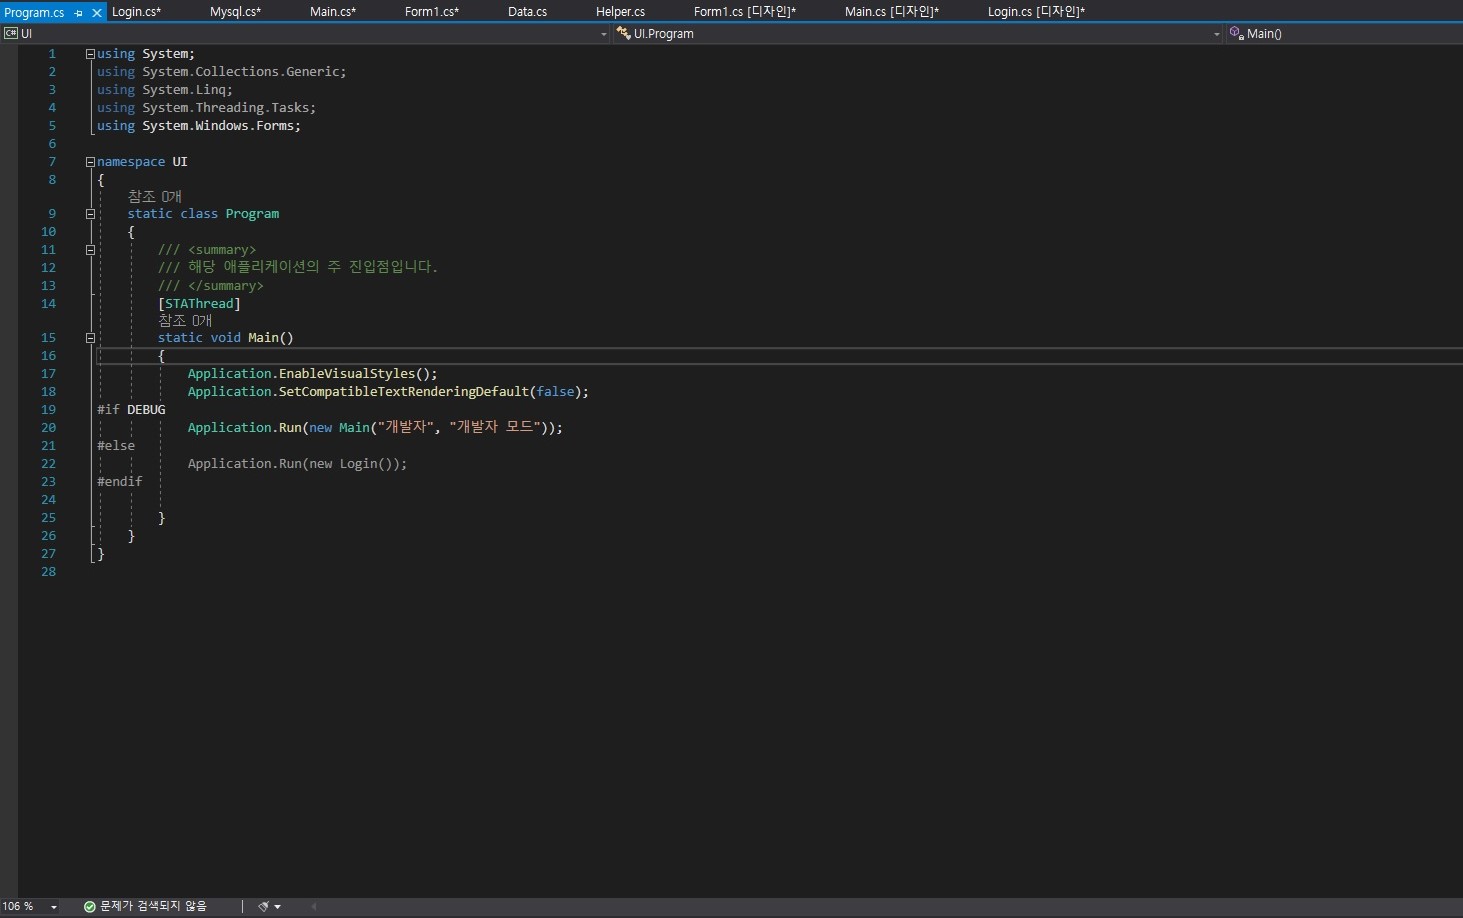 Program.cs Login.cs* Mysql.cs* Main.cs* Form1.cs* Data.cs Helper.cs Form1.cs [디자인]* Main.cs [디자인]* Login.cs [디자인]*
C# UI UI.Program Main()
1 using System;
2 using System.Collections.Generic;
3 using System.Linq;
4 using System.Threading.Tasks;
5 using System.Windows.Forms;
6
7 namespace UI
8 {
참조 0개
9 static class Program
10 {
11 /// <summary>
12 /// 해당 애플리케이션의 주 진입점입니다.
13 /// </summary>
14 [STAThread]
참조 0개
15 static void Main()
16 {
17 Application.EnableVisualStyles();
18 Application.SetCompatibleTextRenderingDefault(false);
19 #if DEBUG
20 Application.Run(new Main("개발자", "개발자 모드"));
21 #else
22 Application.Run(new Login());
23 #endif
24
25 }
26 }
27 }
28
106 % 문제가 검색되지 않음